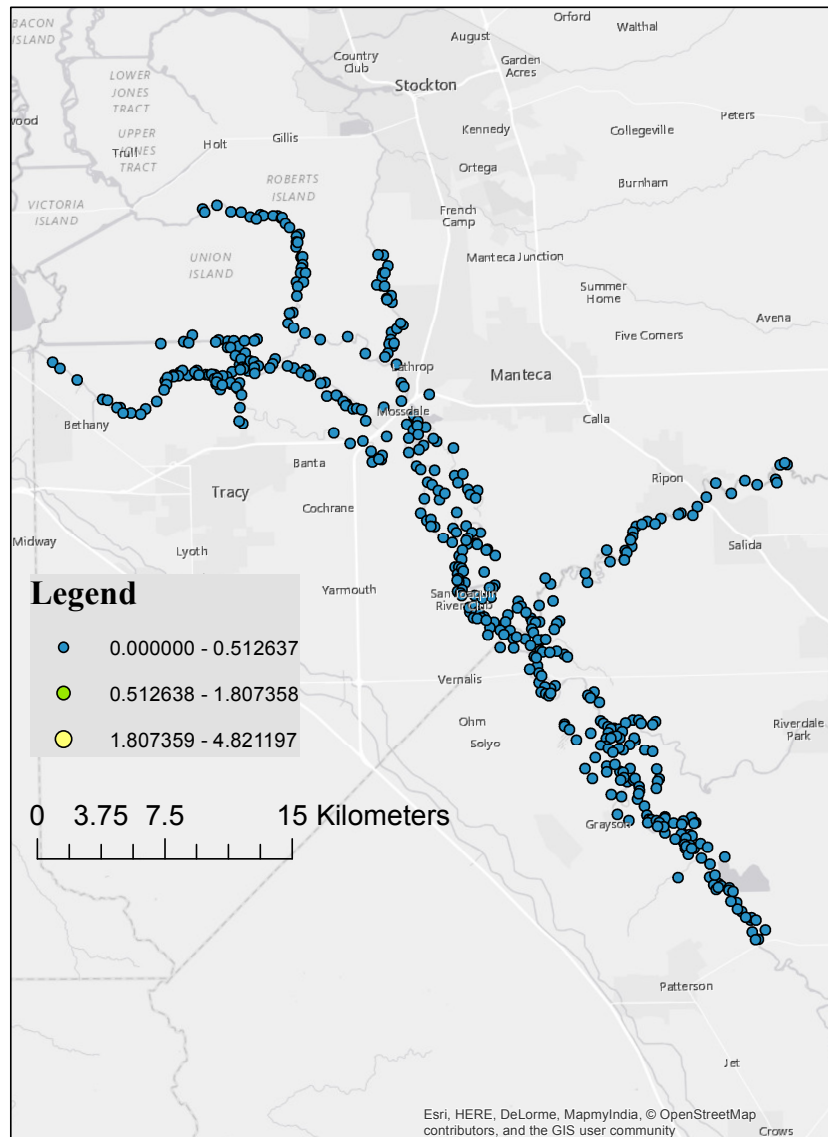 BACON
ISLAND
Orford
Walthal
August
Country
Club
Garden
Acres
LOWER
JONES
TRACT
Stockton
wood
UPPER
JONES
TRACT
Trull
Holt
Gillis
Kennedy
Collegeville
Peters
Ortega
ROBERTS
ISLAND
Burnham
VICTORIA
ISLAND
French
Camp
UNION
ISLAND
Manteca Junction
Summer
Home
Avena
Five Corners
Lathrop
Manteca
Mossdale
Calla
Bethany
Banta
Ripon
Tracy
Cochrane
Midway
Lyoth
Salida
Yarmouth
San Joaquin
River Club
Legend
0.000000 - 0.512637
0.512638 - 1.807358
1.807359 - 4.821197
Vernalis
Ohm
Solyo
Riverdale
Park
0 3.75 7.5 15 Kilometers
Grayson
Patterson
Jet
Crows
Esri, HERE, DeLorme, MapmyIndia, © OpenStreetMap
contributors, and the GIS user community